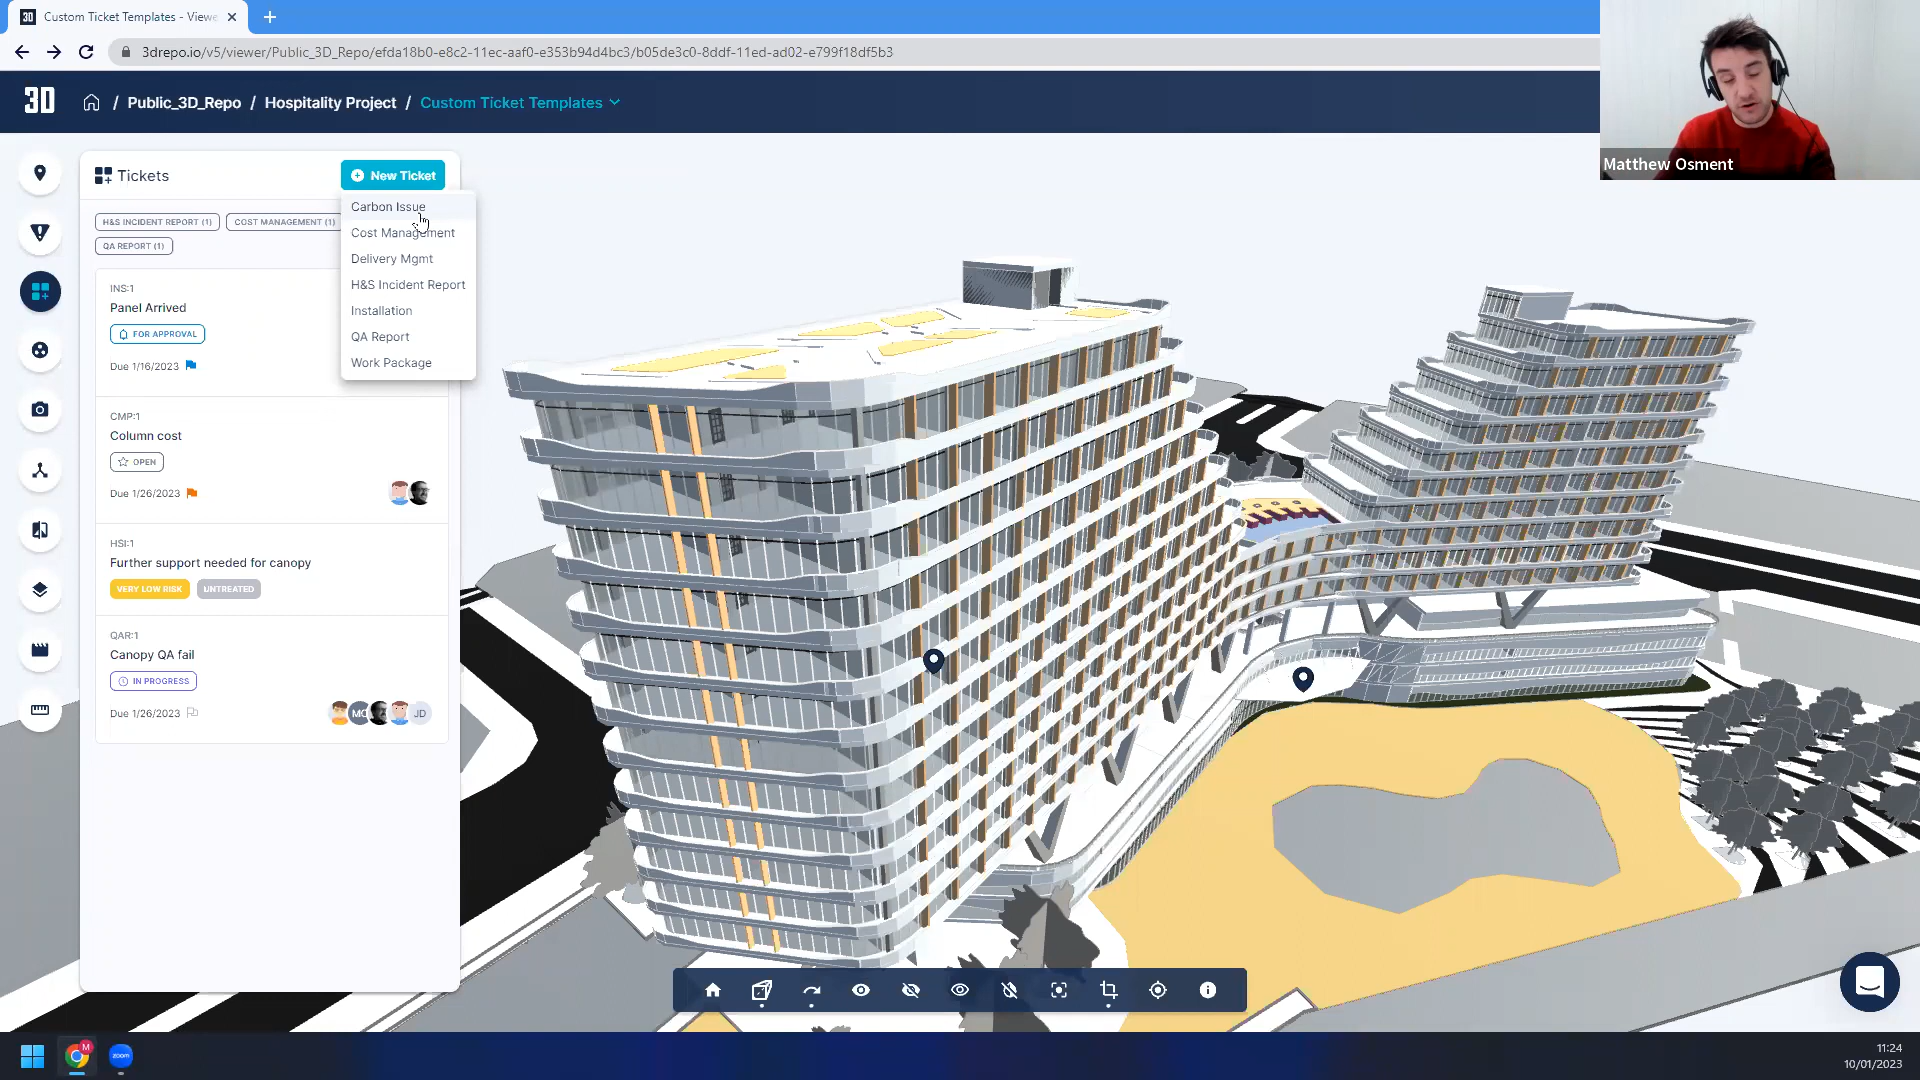 3D Custom Ticket Templates - Viewe
3drepo.io/v5/viewer/Public_3D_Repo/efda18b0-e8c2-11ec-aaf0-e353b94d4bc3/b05de3c0-8ddf-11ed-ad02-e799f18df5b3
3D / Public_3D_Repo / Hospitality Project / Custom Ticket Templates
Matthew Osment
Tickets
New Ticket
Carbon Issue
Cost Management
Delivery Mgmt
H&S Incident Report
Installation
QA Report
Work Package
H&S INCIDENT REPORT (1) COST MANAGEMENT (1)
QA REPORT (1)
INS:1
Panel Arrived
FOR APPROVAL
Due 1/16/2023
CMP:1
Column cost
OPEN
Due 1/26/2023
HSI:1
Further support needed for canopy
VERY LOW RISK UNTREATED
QAR:1
Canopy QA fail
IN PROGRESS
Due 1/26/2023
JD
M
zoom
11:24
10/01/2023